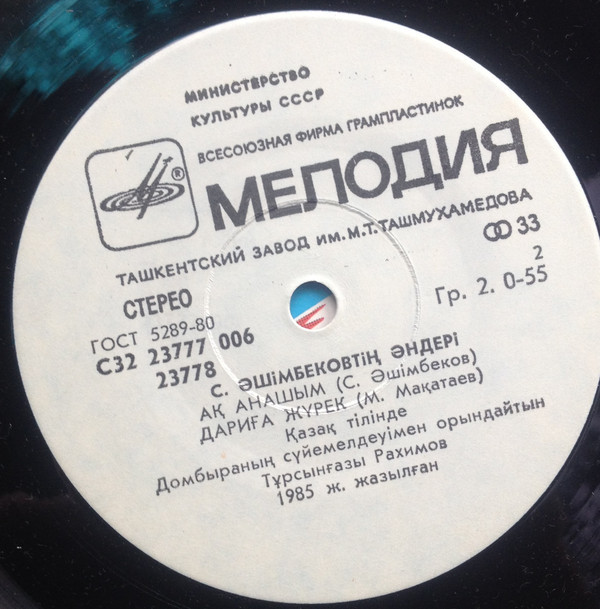 МИНИСТЕРСТВО
КУЛЬТУРЫ СССР
ВСЕСОЮЗНАЯ ФИРМА ГРАМПЛАСТИНОК
®
МЕЛОДИЯ
ТАШКЕНТСКИЙ ЗАВОД ИМ. М.Т. ТАШМУХАМЕДОВА
СТЕРЕО
33
ГОСТ 5289-80
2
С32 23777 006
Гр. 2. 0-55
23778
С. ӘШІМБЕКОВТІҢ ӘНДЕРІ
АҚ АНАШЫМ (С. Әшімбеков)
ДАРИҒА ЖҮРЕК (М. Мақатаев)
Қазақ тілінде
Домбыраның сүйемелдеуімен орындайтын
Тұрсынғазы Рахимов
1985 ж. жазылған